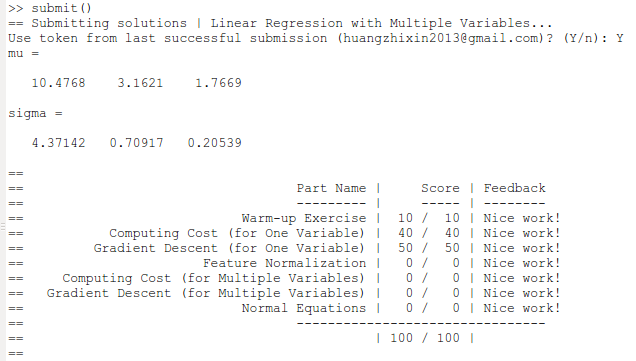 >> submit()
== Submitting solutions | Linear Regression with Multiple Variables...
Use token from last successful submission (huangzhixin2013@gmail.com)? (Y/n): Y
mu =
10.4768 3.1621 1.7669
sigma =
4.37142 0.70917 0.20539
==
== Part Name | Score | Feedback
== --------- | ----- | --------
== Warm-up Exercise | 10 / 10 | Nice work!
== Computing Cost (for One Variable) | 40 / 40 | Nice work!
== Gradient Descent (for One Variable) | 50 / 50 | Nice work!
== Feature Normalization | 0 / 0 | Nice work!
== Computing Cost (for Multiple Variables) | 0 / 0 | Nice work!
== Gradient Descent (for Multiple Variables) | 0 / 0 | Nice work!
== Normal Equations | 0 / 0 | Nice work!
== --------------------------------
== | 100 / 100 |
==